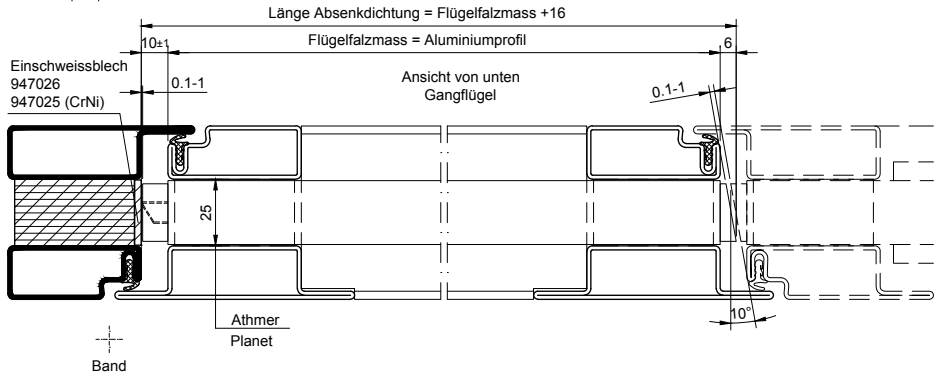 Länge Absenkdichtung = Flügelfalzmass +16
10±1
Flügelfalzmass = Aluminiumprofil
6
Einschweissblech
947026
947025 (CrNi)
0.1-1
Ansicht von unten
Gangflügel
0.1-1
25
10°
Athmer
Planet
Band